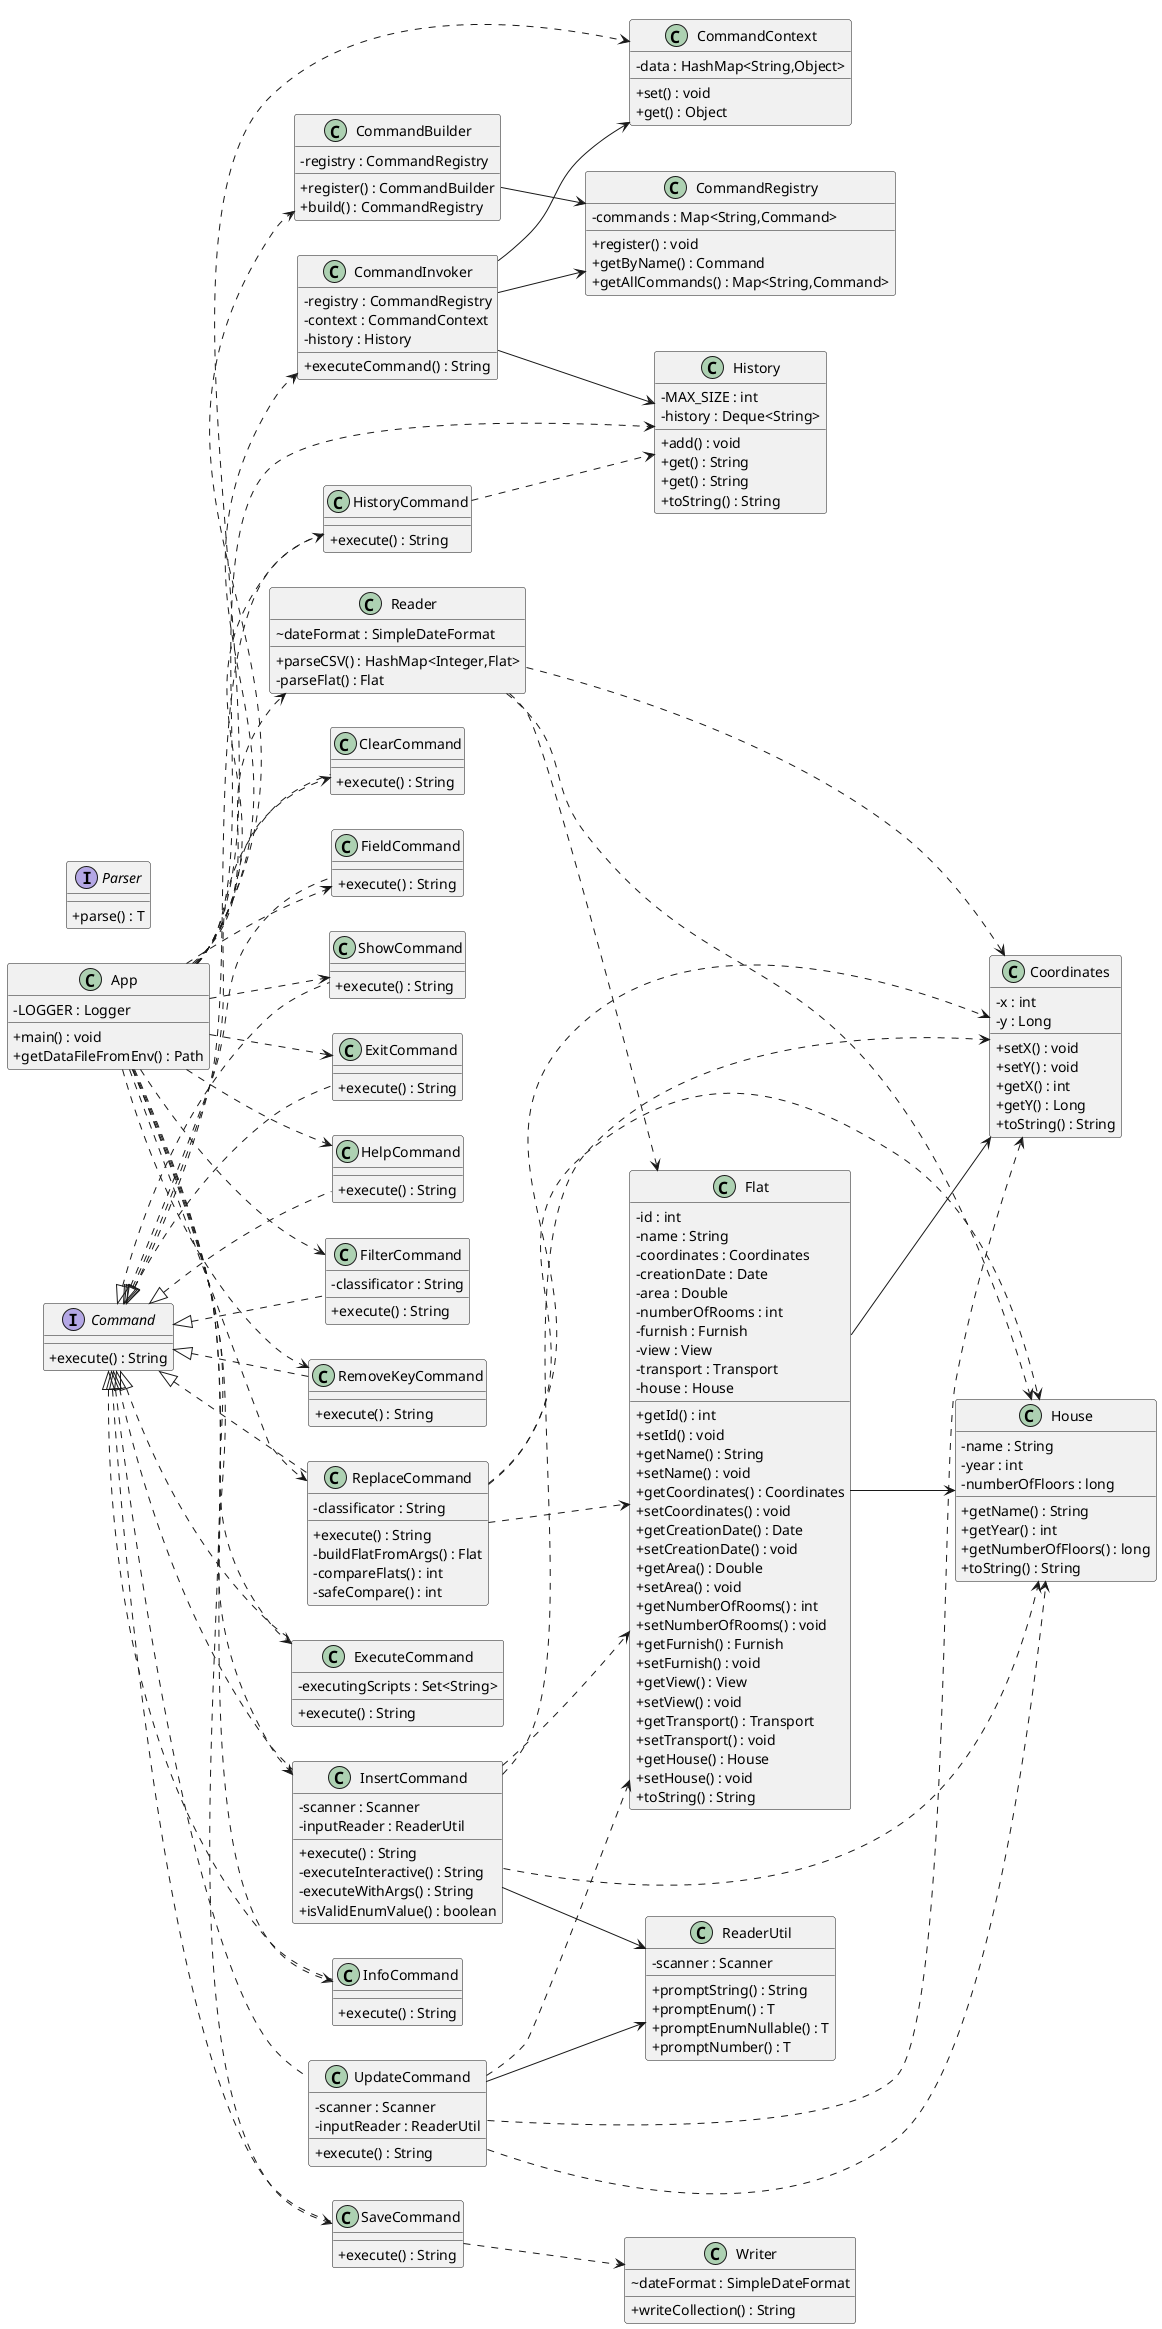 CommandContext
-data : HashMap<String,Object>
+set() : void
+get() : Object
CommandBuilder
-registry : CommandRegistry
+register() : CommandBuilder
+build() : CommandRegistry
CommandRegistry
-commands : Map<String,Command>
+register() : void
+getByName() : Command
+getAllCommands() : Map<String,Command>
CommandInvoker
-registry : CommandRegistry
-context : CommandContext
-history : History
+executeCommand() : String
History
-MAX_SIZE : int
-history : Deque<String>
+add() : void
+get() : String
+get() : String
+toString() : String
HistoryCommand
+execute() : String
Reader
~dateFormat : SimpleDateFormat
+parseCSV() : HashMap<Integer,Flat>
-parseFlat() : Flat
ClearCommand
+execute() : String
FieldCommand
+execute() : String
Parser
+parse() : T
ShowCommand
+execute() : String
App
-LOGGER : Logger
+main() : void
+getDataFileFromEnv() : Path
Coordinates
-x : int
-y : Long
+setX() : void
+setY() : void
+getX() : int
+getY() : Long
+toString() : String
ExitCommand
+execute() : String
HelpCommand
+execute() : String
Flat
-id : int
-name : String
-coordinates : Coordinates
-creationDate : Date
-area : Double
-numberOfRooms : int
-furnish : Furnish
-view : View
-transport : Transport
-house : House
+getId() : int
+setId() : void
+getName() : String
+setName() : void
+getCoordinates() : Coordinates
+setCoordinates() : void
+getCreationDate() : Date
+setCreationDate() : void
+getArea() : Double
+setArea() : void
+getNumberOfRooms() : int
+setNumberOfRooms() : void
+getFurnish() : Furnish
+setFurnish() : void
+getView() : View
+setView() : void
+getTransport() : Transport
+setTransport() : void
+getHouse() : House
+setHouse() : void
+toString() : String
FilterCommand
-classificator : String
+execute() : String
Command
+execute() : String
RemoveKeyCommand
+execute() : String
House
-name : String
-year : int
-numberOfFloors : long
+getName() : String
+getYear() : int
+getNumberOfFloors() : long
+toString() : String
ReplaceCommand
-classificator : String
+execute() : String
-buildFlatFromArgs() : Flat
-compareFlats() : int
-safeCompare() : int
ExecuteCommand
-executingScripts : Set<String>
+execute() : String
InsertCommand
-scanner : Scanner
-inputReader : ReaderUtil
+execute() : String
-executeInteractive() : String
-executeWithArgs() : String
+isValidEnumValue() : boolean
ReaderUtil
-scanner : Scanner
+promptString() : String
+promptEnum() : T
+promptEnumNullable() : T
+promptNumber() : T
InfoCommand
+execute() : String
UpdateCommand
-scanner : Scanner
-inputReader : ReaderUtil
+execute() : String
SaveCommand
+execute() : String
Writer
~dateFormat : SimpleDateFormat
+writeCollection() : String